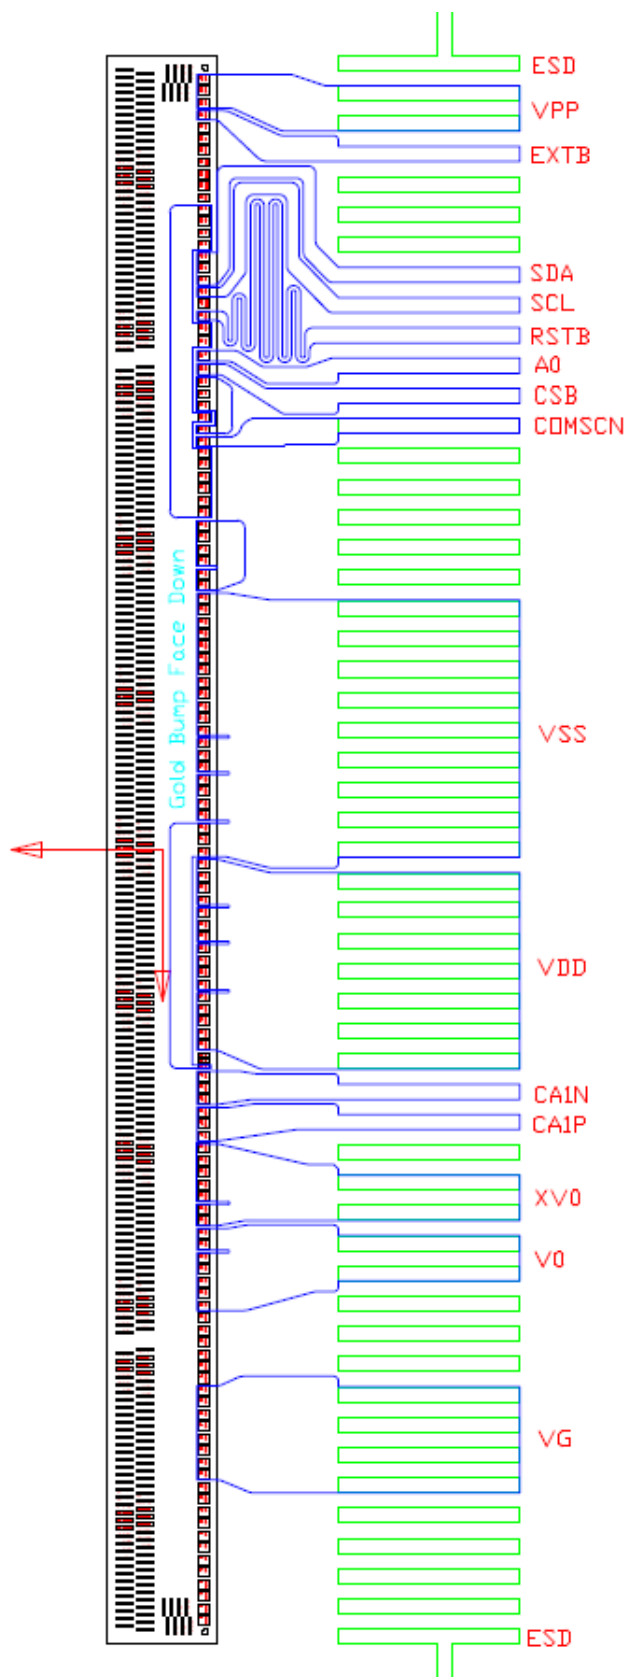 ESD
VPP
EXTB
SDA
SCL
RSTB
A0
CSB
COMSCN
Gold Bump Face Down
VSS
VDD
CA1N
CA1P
XV0
V0
VG
ESD